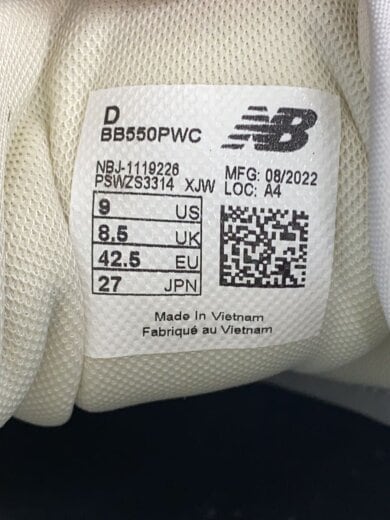 D
BB550PWC
NB
NBJ-1119226
PSWZS3314 XJW
MFG: 08/2022
LOC: A4
9 US
8.5 UK
42.5 EU
27 JPN
Made In Vietnam
Fabriqué au Vietnam